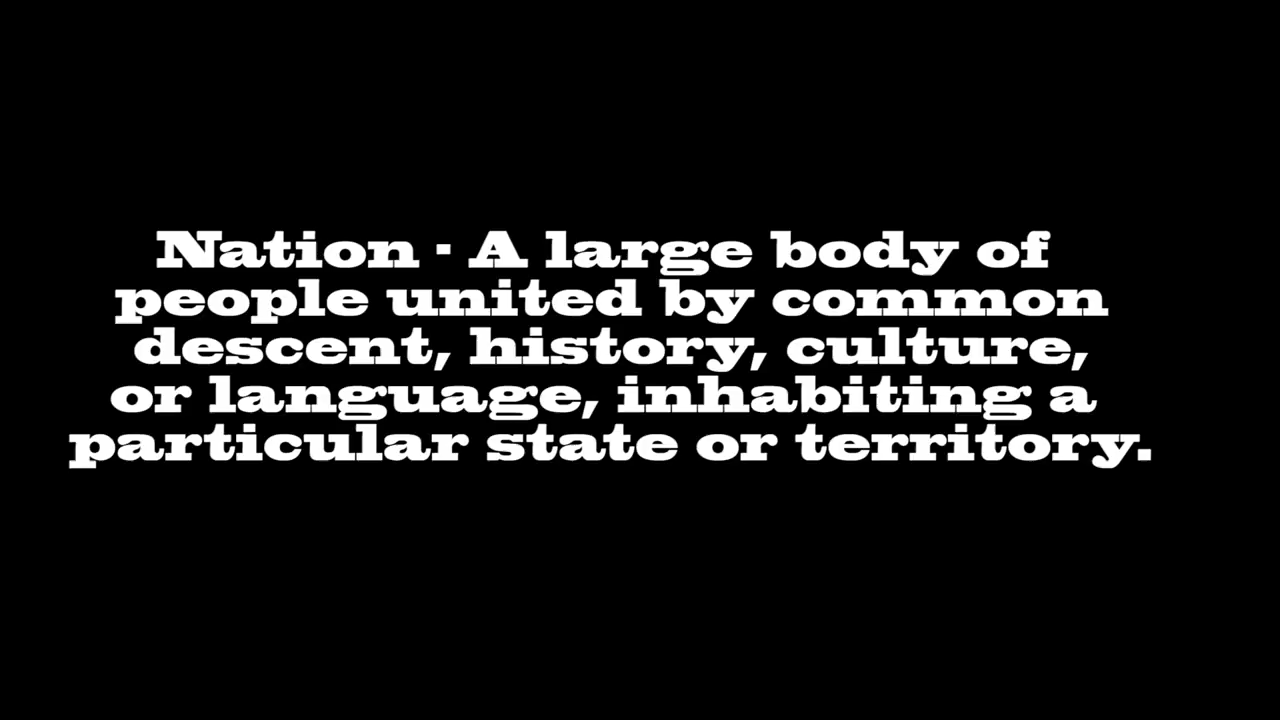 Nation - A large body of
people united by common
descent, history, culture,
or language, inhabiting a
particular state or territory.